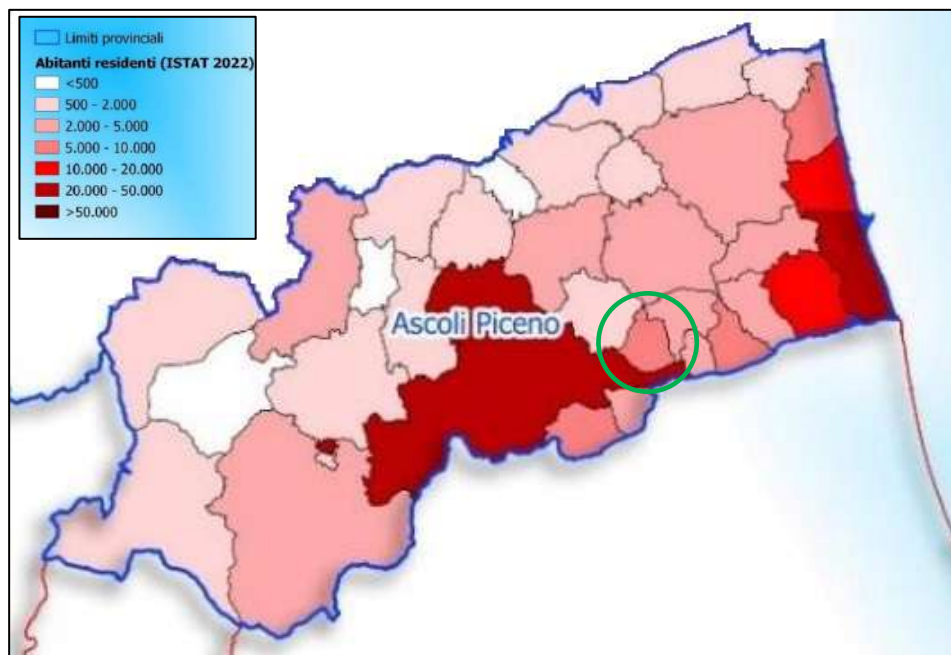 Limiti provinciali
Abitanti residenti (ISTAT 2022)
<500
500 - 2.000
2.000 - 5.000
5.000 - 10.000
10.000 - 20.000
20.000 - 50.000
>50.000
Ascoli Piceno